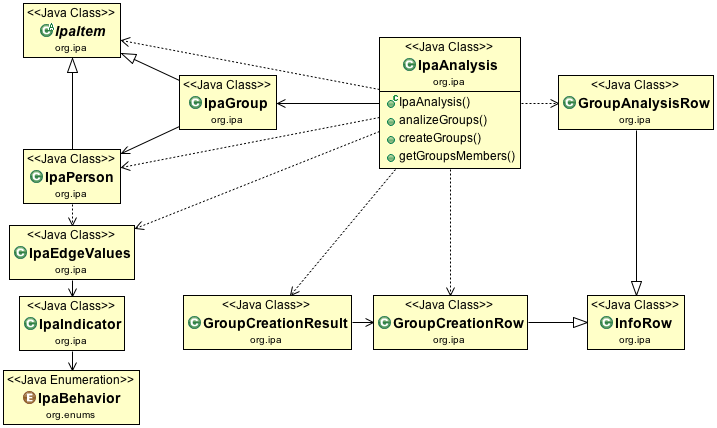 <<Java Class>>
IpaItem
org.ipa
<<Java Class>>
IpaAnalysis
org.ipa
IpaAnalysis()
analizeGroups()
createGroups()
getGroupsMembers()
<<Java Class>>
IpaGroup
org.ipa
<<Java Class>>
GroupAnalysisRow
org.ipa
<<Java Class>>
IpaPerson
org.ipa
<<Java Class>>
IpaEdgeValues
org.ipa
<<Java Class>>
IpaIndicator
org.ipa
<<Java Class>>
GroupCreationResult
org.ipa
<<Java Class>>
GroupCreationRow
org.ipa
<<Java Class>>
InfoRow
org.ipa
<<Java Enumeration>>
IpaBehavior
org.enums